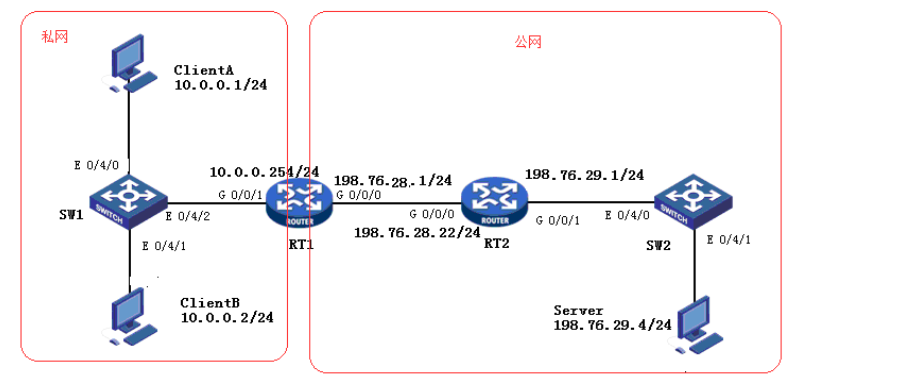 私网
公网
ClientA
10.0.0.1/24
E 0/4/0
10.0.0.254/24
198.76.28.1/24
198.76.29.1/24
G 0/0/1
G 0/0/0
SWITCH
SW1
E 0/4/2
ROUTER
RT1
G 0/0/0
198.76.28.22/24
ROUTER
RT2
G 0/0/1
E 0/4/0
SWITCH
SW2
E 0/4/1
E 0/4/1
ClientB
10.0.0.2/24
Server
198.76.29.4/24